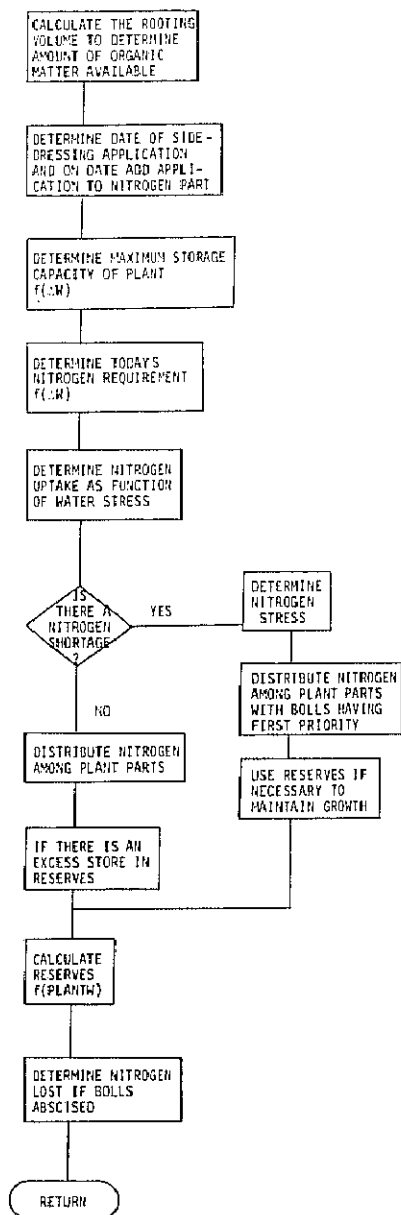 CALCULATE THE ROOTING
VOLUME TO DETERMINE
AMOUNT OF ORGANIC
MATTER AVAILABLE
DETERMINE DATE OF SIDE-
DRESSING APPLICATION
AND ON DATE ADD APPLI-
CATION TO NITROGEN PART
DETERMINE MAXIMUM STORAGE
CAPACITY OF PLANT
f(△W)
DETERMINE TODAYS
NITROGEN REQUIREMENT
f(△W)
DETERMINE NITROGEN
UPTAKE AS FUNCTION
OF WATER STRESS
IS
THERE A
NITROGEN
SHORTAGE
?
YES
DETERMINE
NITROGEN
STRESS
DISTRIBUTE NITROGEN
AMONG PLANT PARTS
WITH BOLLS HAVING
FIRST PRIORITY
USE RESERVES IF
NECESSARY TO
MAINTAIN GROWTH
NO
DISTRIBUTE NITROGEN
AMONG PLANT PARTS
IF THERE IS AN
EXCESS STORE IN
RESERVES
CALCULATE
RESERVES
f(PLANTW)
DETERMINE NITROGEN
LOST IF BOLLS
ABSCISED
RETURN